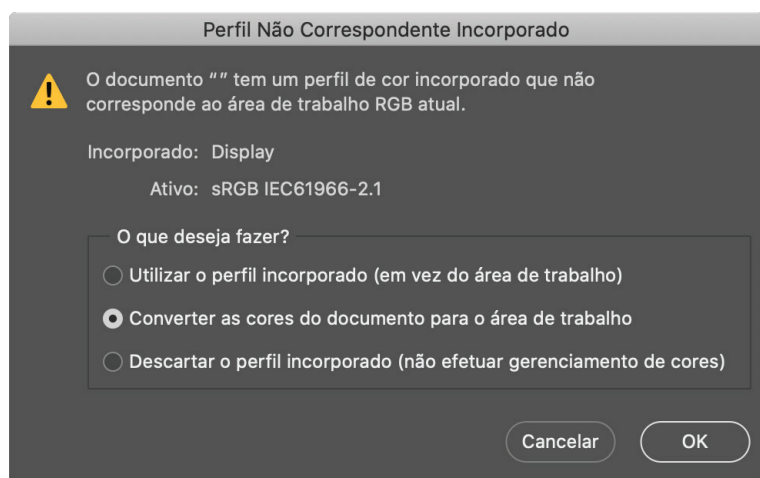 Perfil Não Correspondente Incorporado
O documento “” tem um perfil de cor incorporado que não
corresponde ao área de trabalho RGB atual.
Incorporado: Display
Ativo: sRGB IEC61966-2.1
O que deseja fazer?
Utilizar o perfil incorporado (em vez do área de trabalho)
Converter as cores do documento para o área de trabalho
Descartar o perfil incorporado (não efetuar gerenciamento de cores)
Cancelar OK